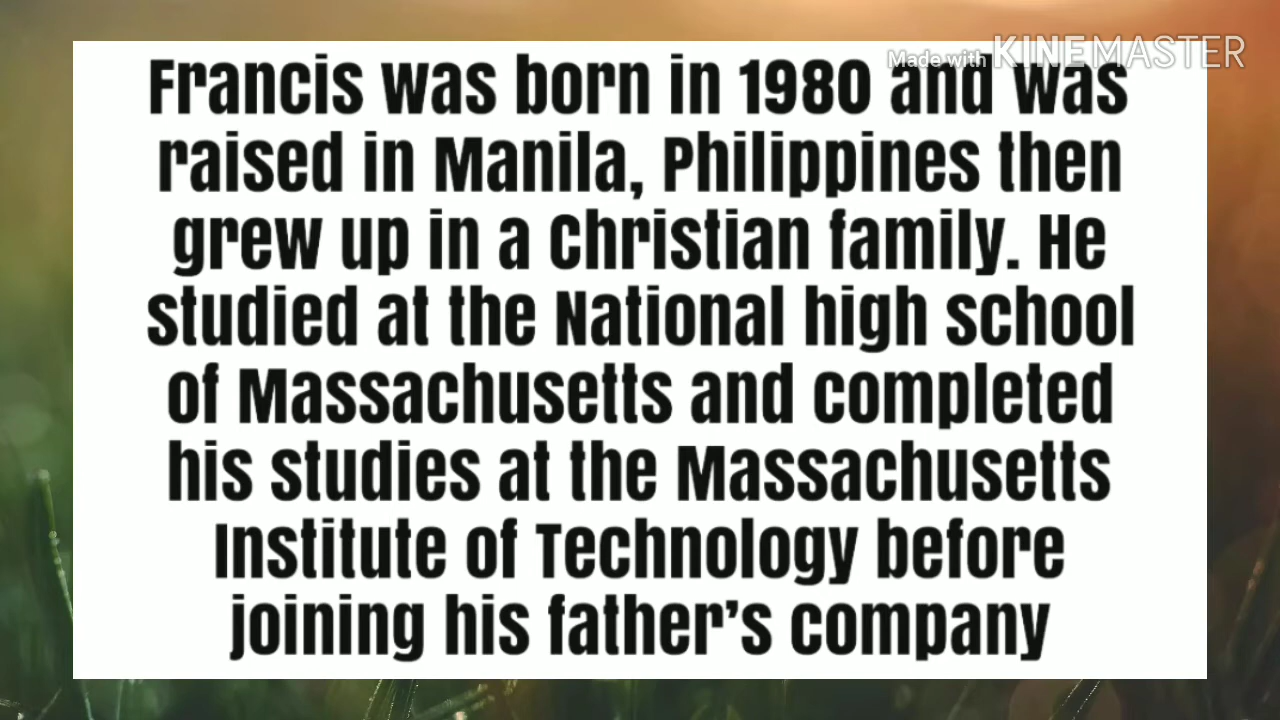 Made with KINEMASTER
Francis was born in 1980 and was
raised in Manila, Philippines then
grew up in a Christian family. He
studied at the National high school
of Massachusetts and completed
his studies at the Massachusetts
Institute of Technology before
joining his father's company